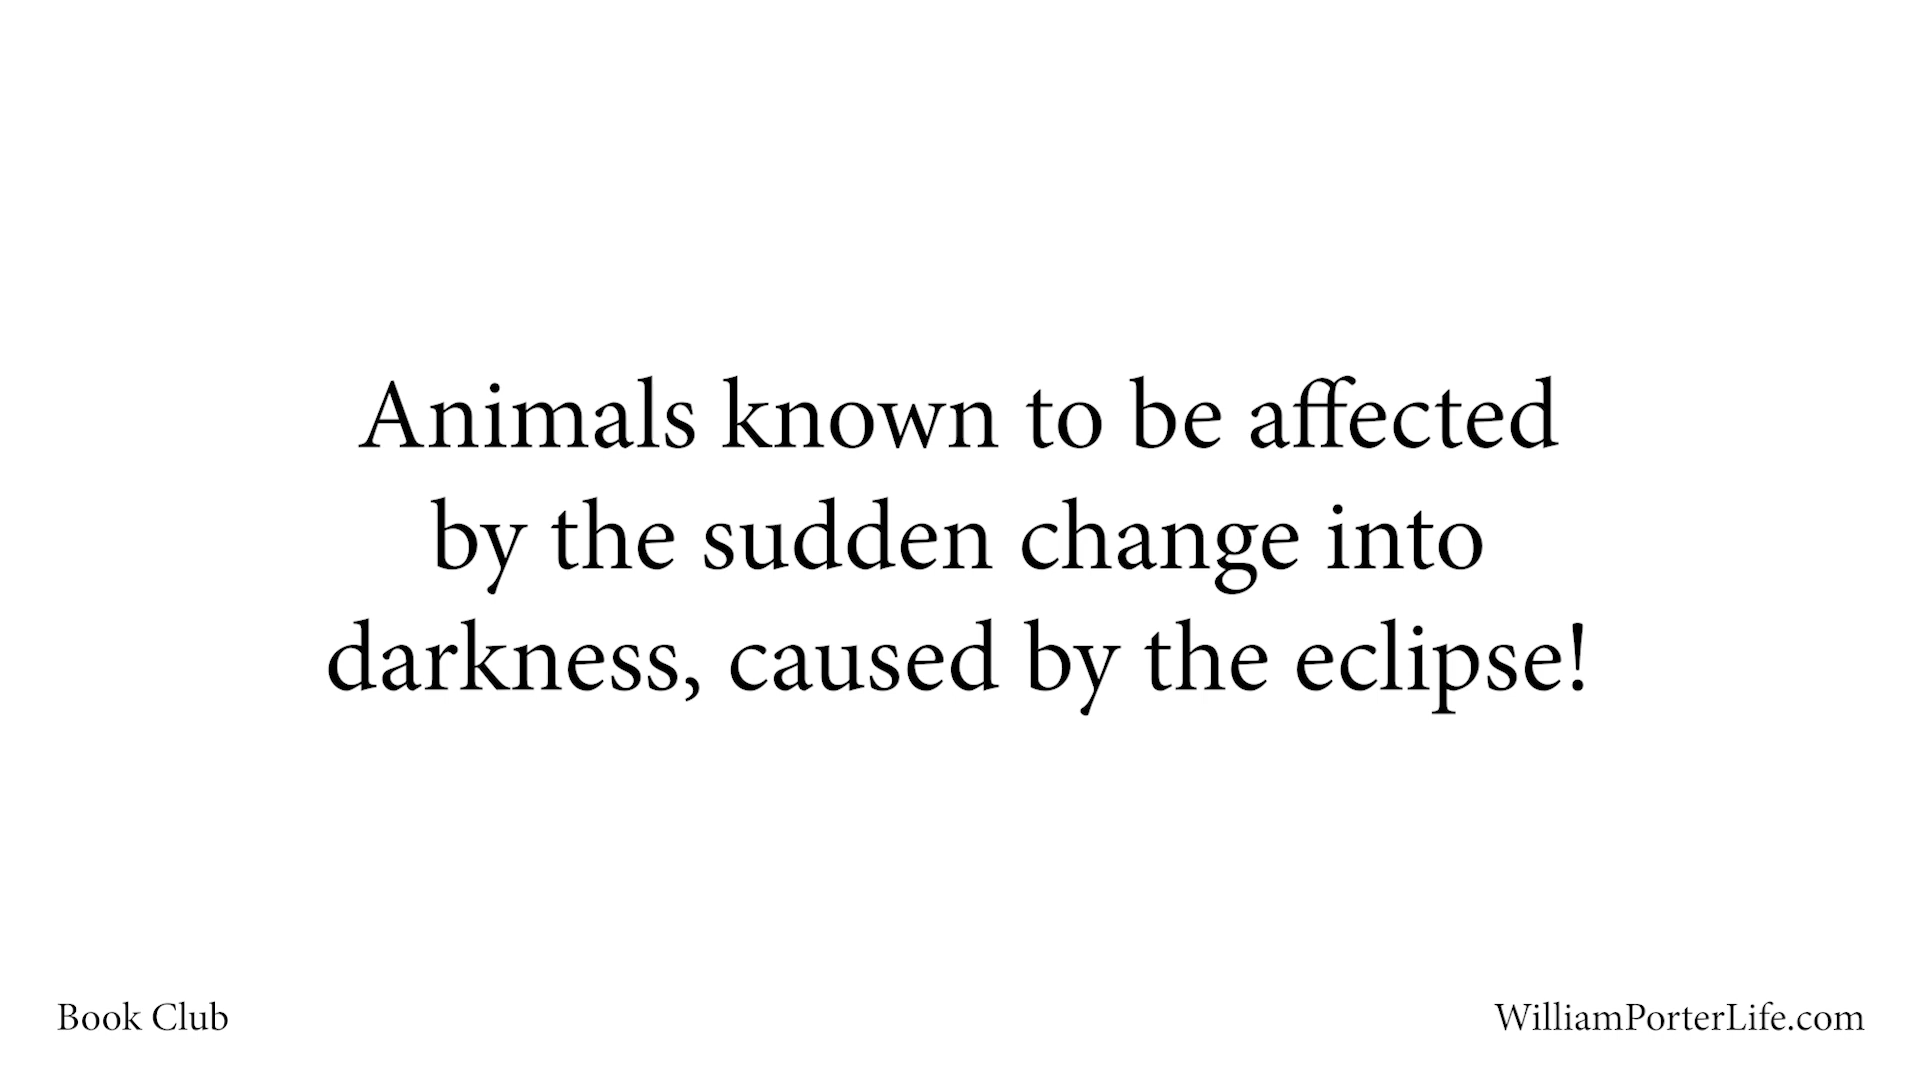 Animals known to be affected
by the sudden change into
darkness, caused by the eclipse!
Book Club
WilliamPorterLife.com